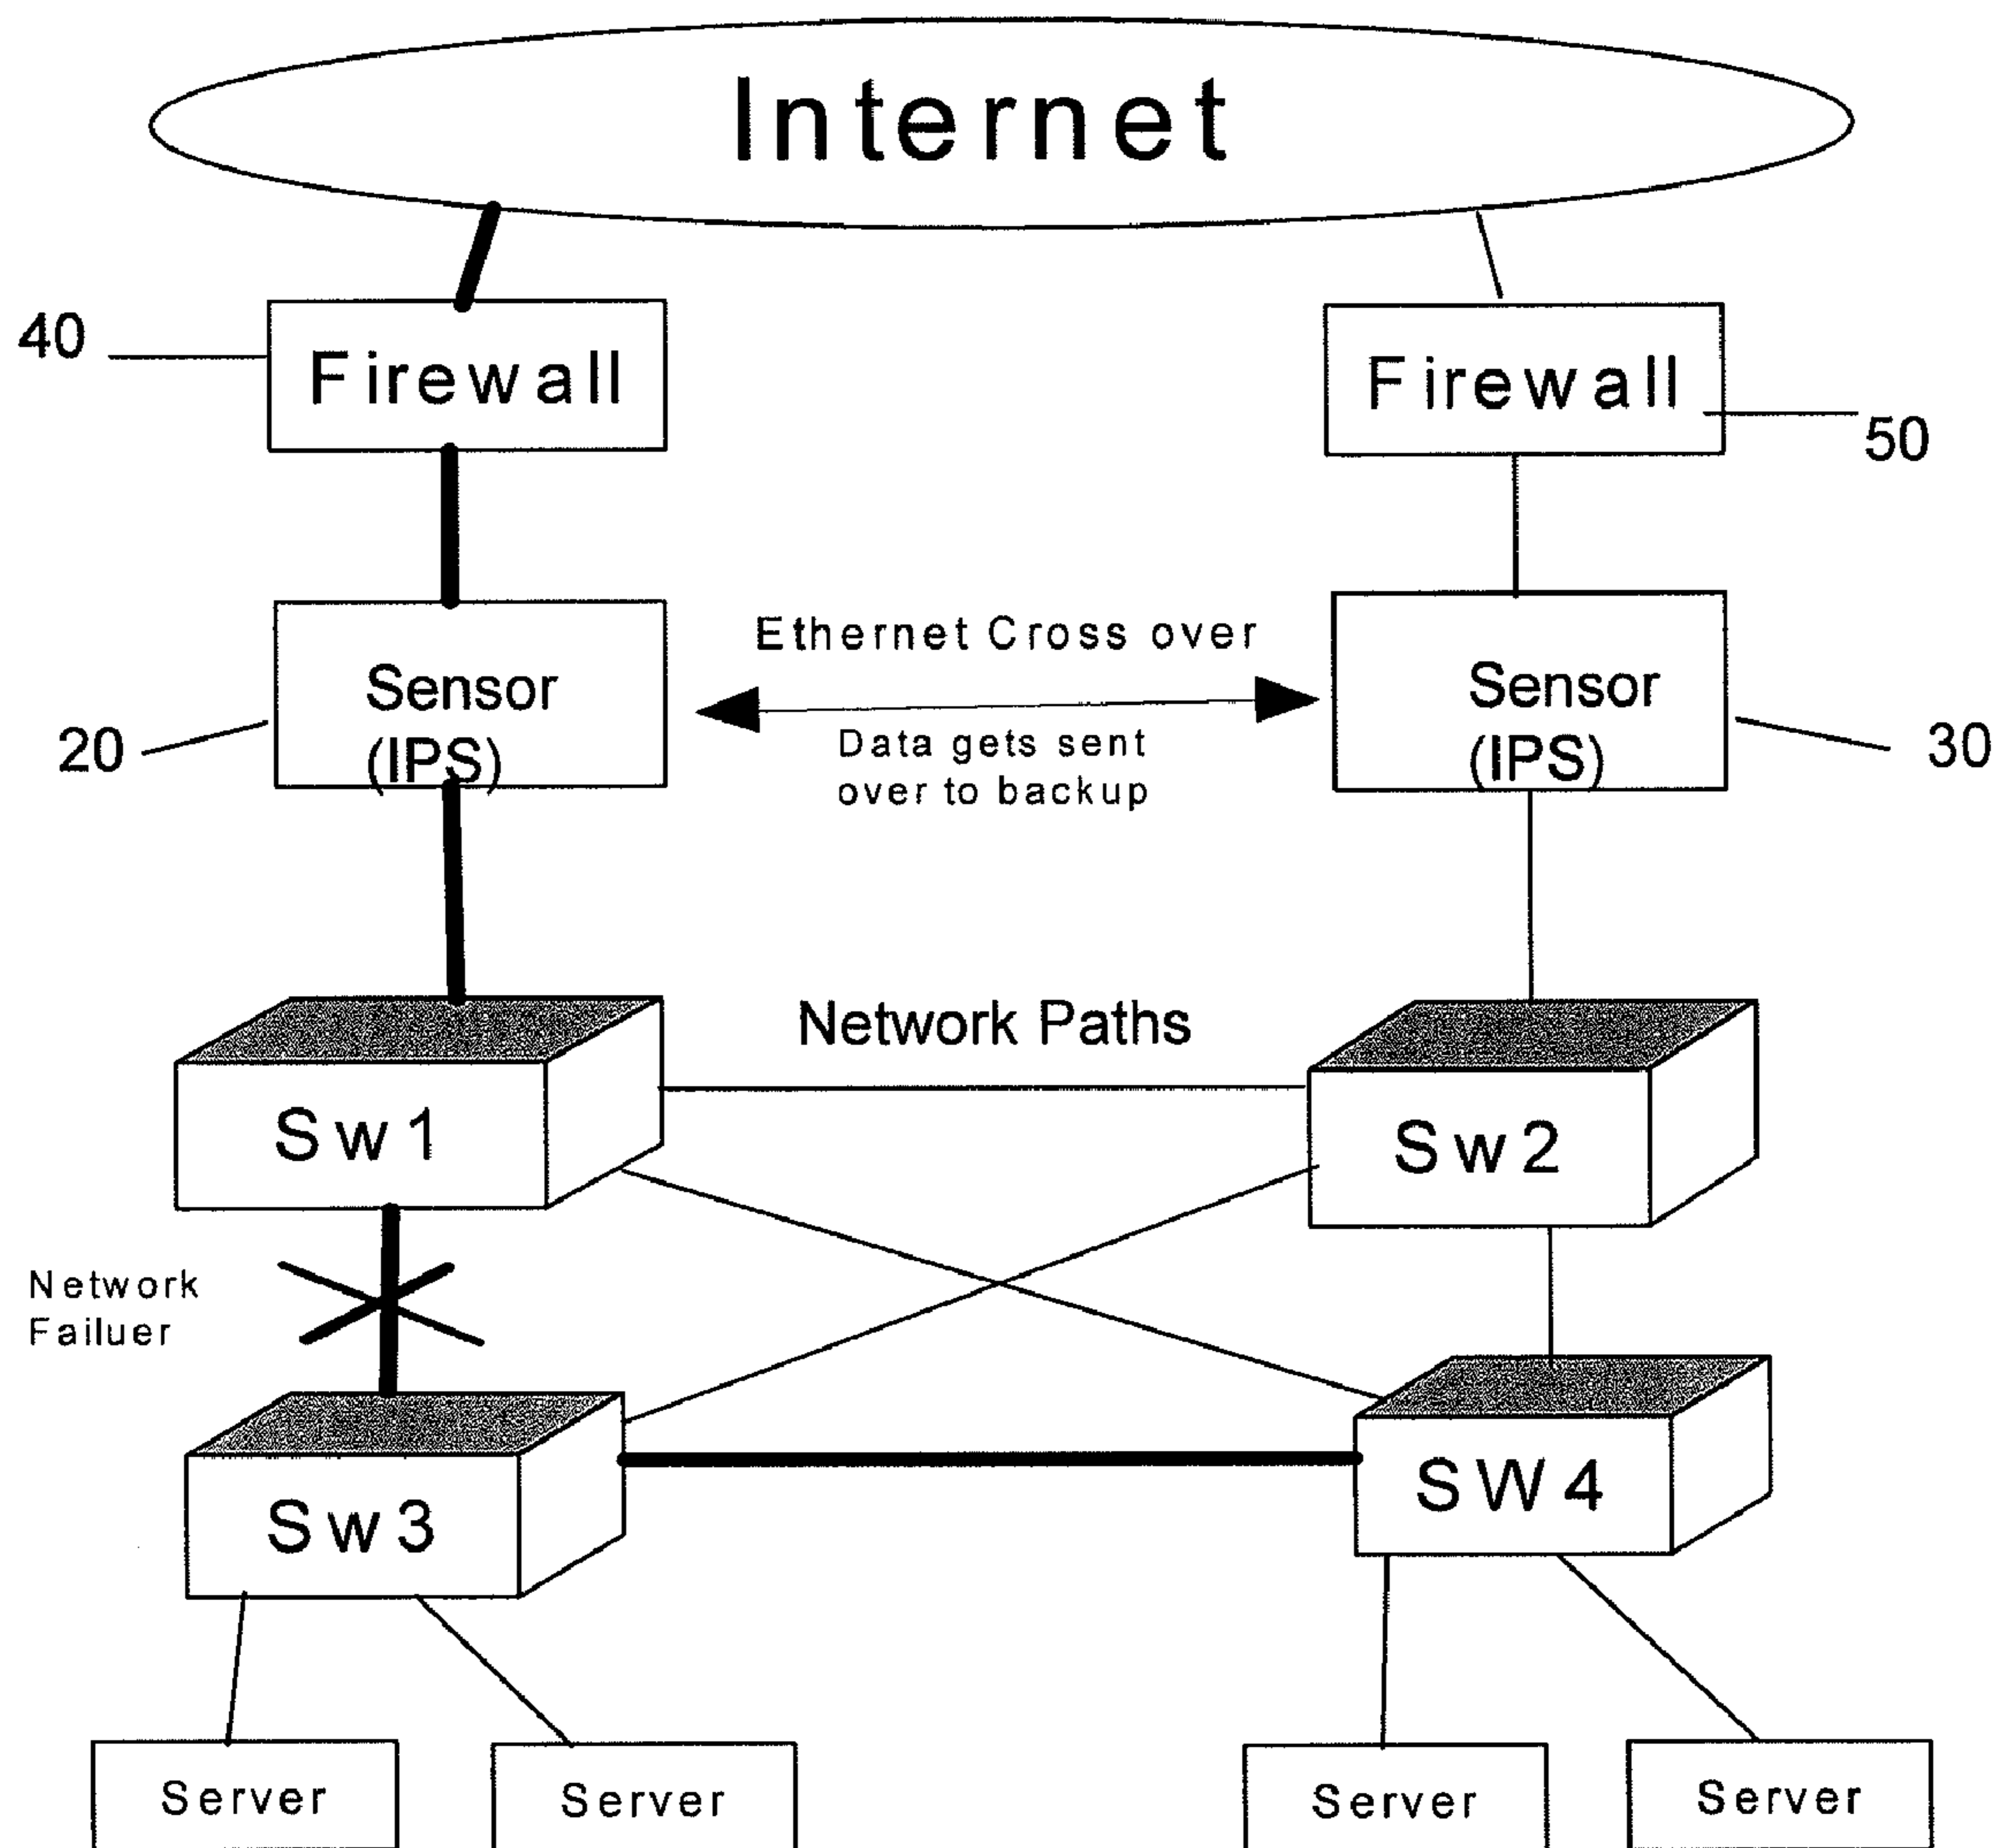 Internet
40
Firewall
Firewall
50
Ethernet Cross over
Sensor
(IPS)
Sensor
(IPS)
20
Data gets sent
over to backup
30
Network Paths
Sw1
Sw2
Network
Failuer
Sw3
SW4
Server
Server
Server
Server